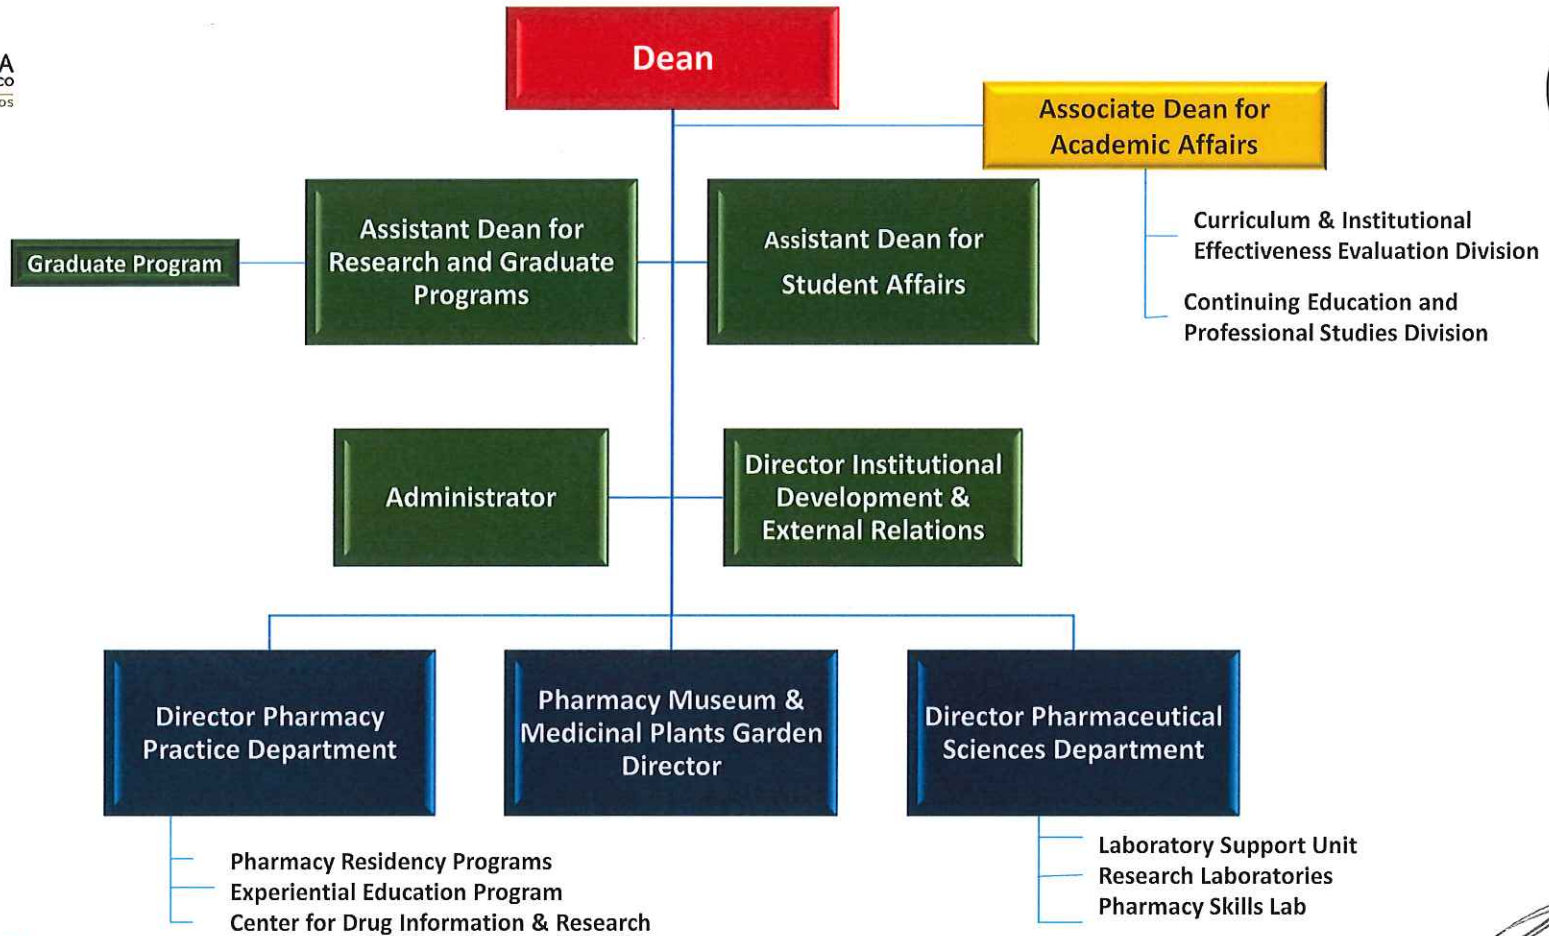 Dean
A
CO
OS
Associate Dean for
Academic Affairs
Curriculum & Institutional
Effectiveness Evaluation Division
Continuing Education and
Professional Studies Division
Graduate Program
Assistant Dean for
Research and Graduate
Programs
Assistant Dean for
Student Affairs
Administrator
Director Institutional
Development &
External Relations
Director Pharmacy
Practice Department
Pharmacy Museum &
Medicinal Plants Garden
Director
Director Pharmaceutical
Sciences Department
Pharmacy Residency Programs
Experiential Education Program
Center for Drug Information & Research
Laboratory Support Unit
Research Laboratories
Pharmacy Skills Lab